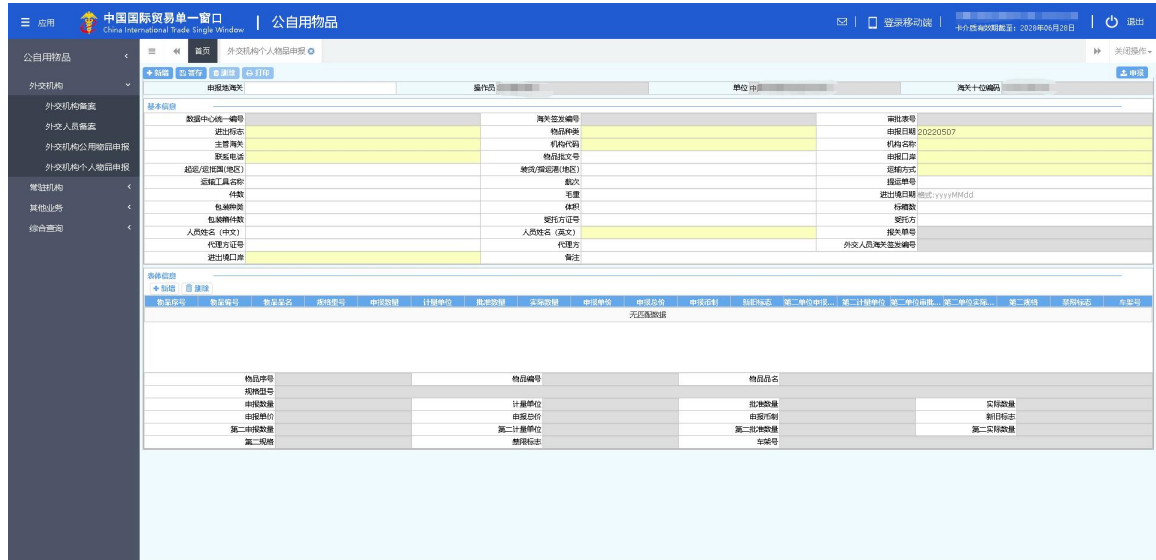 应用 中国国际贸易单一窗口 公自用物品 登录移动端 卡介质有效期截至：2028年06月28日 退出
China International Trade Single Window
公自用物品 首页 外交机构个人物品申报 关闭操作
外交机构
外交机构备案
外交人员备案
外交机构公用物品申报
外交机构个人物品申报
常驻机构
其他业务
综合查询
新增 暂存 删除 打印 申报
申报地海关 操作员 单位 中 海关十位编码
基本信息
数据中心统一编号 海关签发编号 审批表号
进出标志 物品种类 申报日期 20220507
主管海关 机构代码 机构名称
联系电话 物品批文号 申报口岸
起运/运抵国(地区) 装货/指运港(地区) 运输方式
运输工具名称 航次 提运单号
件数 毛重 进出境日期 格式:yyyyMMdd
包装种类 体积 标箱数
包装箱件数 受托方证号 受托方
人员姓名（中文） 人员姓名（英文） 报关单号
代理方证号 代理方 外交人员海关签发编号
进出境口岸 备注
表体信息
新增 删除
物品序号 物品编号 物品品名 规格型号 申报数量 计量单位 批准数量 实际数量 申报单价 申报总价 申报币制 新旧标志 第二单位申报... 第二计量单位 第二单位审批... 第二单位实际... 第二规格 禁限标志 车架号
无匹配数据
物品序号 物品编号 物品品名
规格型号
申报数量 计量单位 批准数量 实际数量
申报单价 申报总价 申报币制 新旧标志
第二申报数量 第二计量单位 第二批准数量 第二实际数量
第二规格 禁限标志 车架号